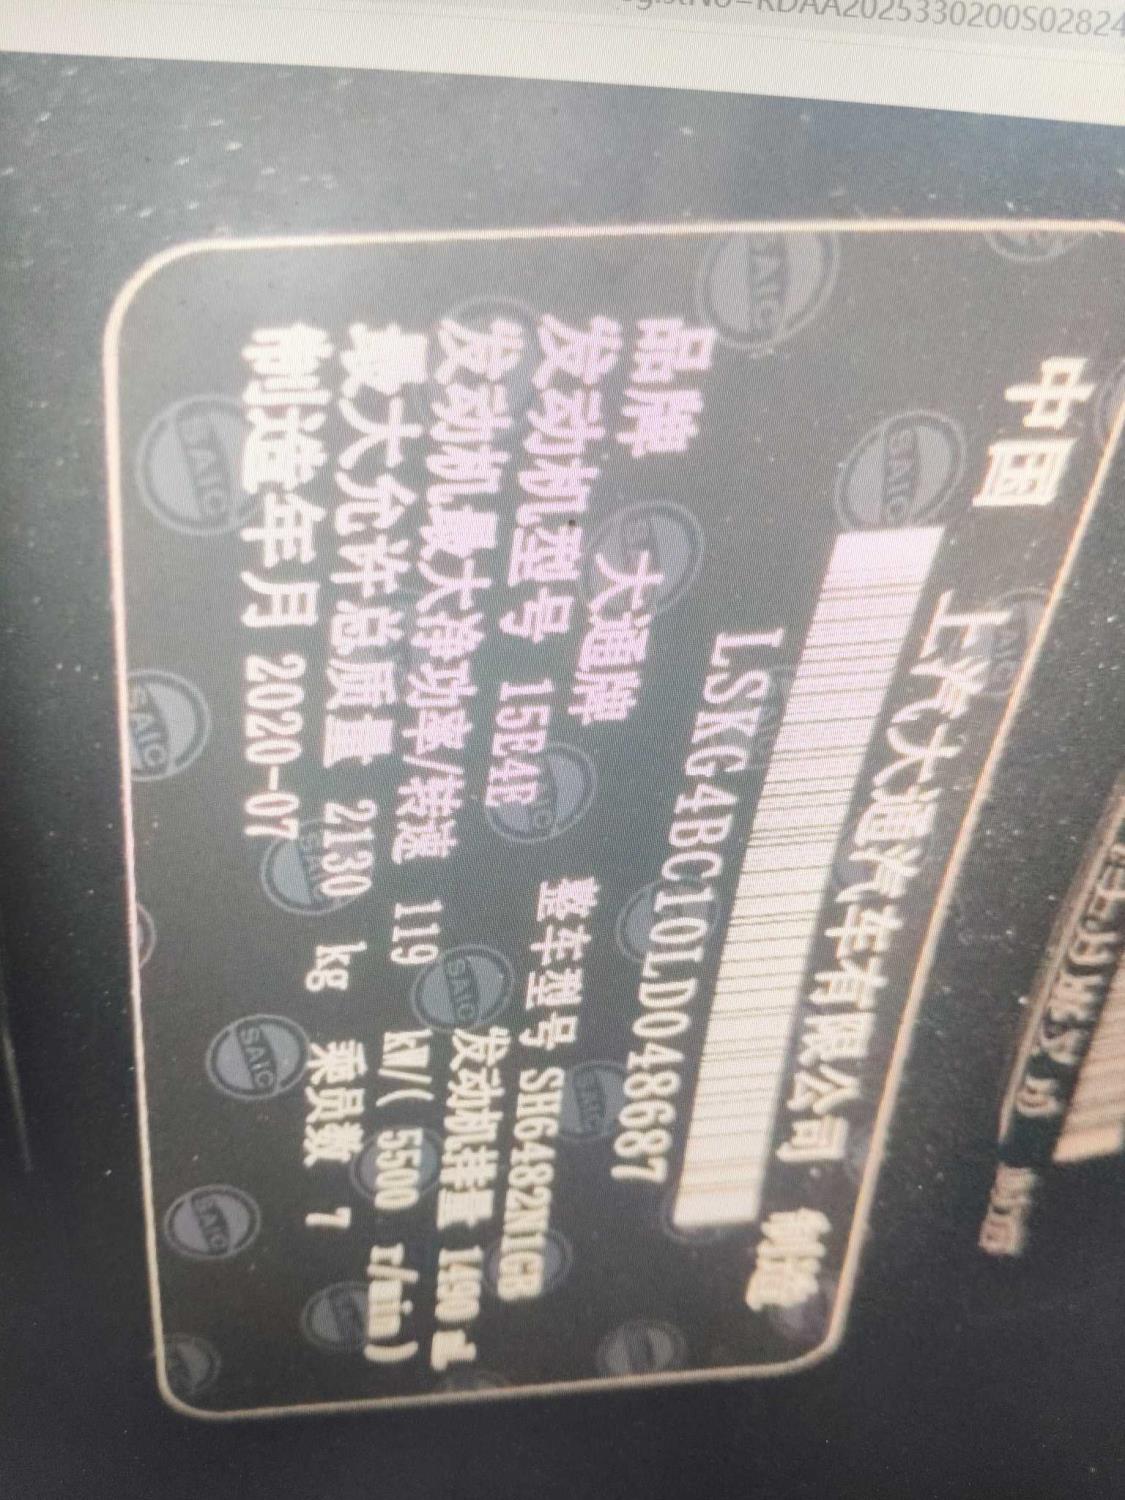 RDAA2025330200S02824
中国 上汽大通汽车有限公司 制造
LSKG4BC10LD048687
品牌 大通牌 整车型号 SH6482N1GB
发动机型号 15E4E 发动机排量 1490 mL
发动机最大净功率/转速 119 kW/( 5500 r/min)
最大允许总质量 2130 kg 乘员数 7
制造年月 2020-07
SAIC